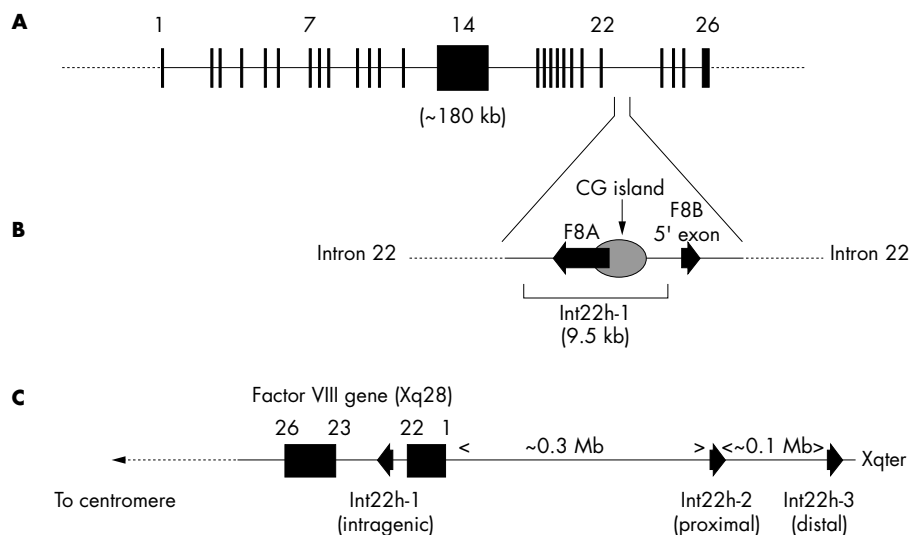 A
1 7 14 22 26
(~180 kb)
B
CG island
F8A
F8B
5' exon
Intron 22
Intron 22
Int22h-1
(9.5 kb)
C
Factor VIII gene (Xq28)
26 23 22 1
< ~0.3 Mb > <~0.1 Mb>
Xqter
To centromere
Int22h-1
(intragenic)
Int22h-2
(proximal)
Int22h-3
(distal)